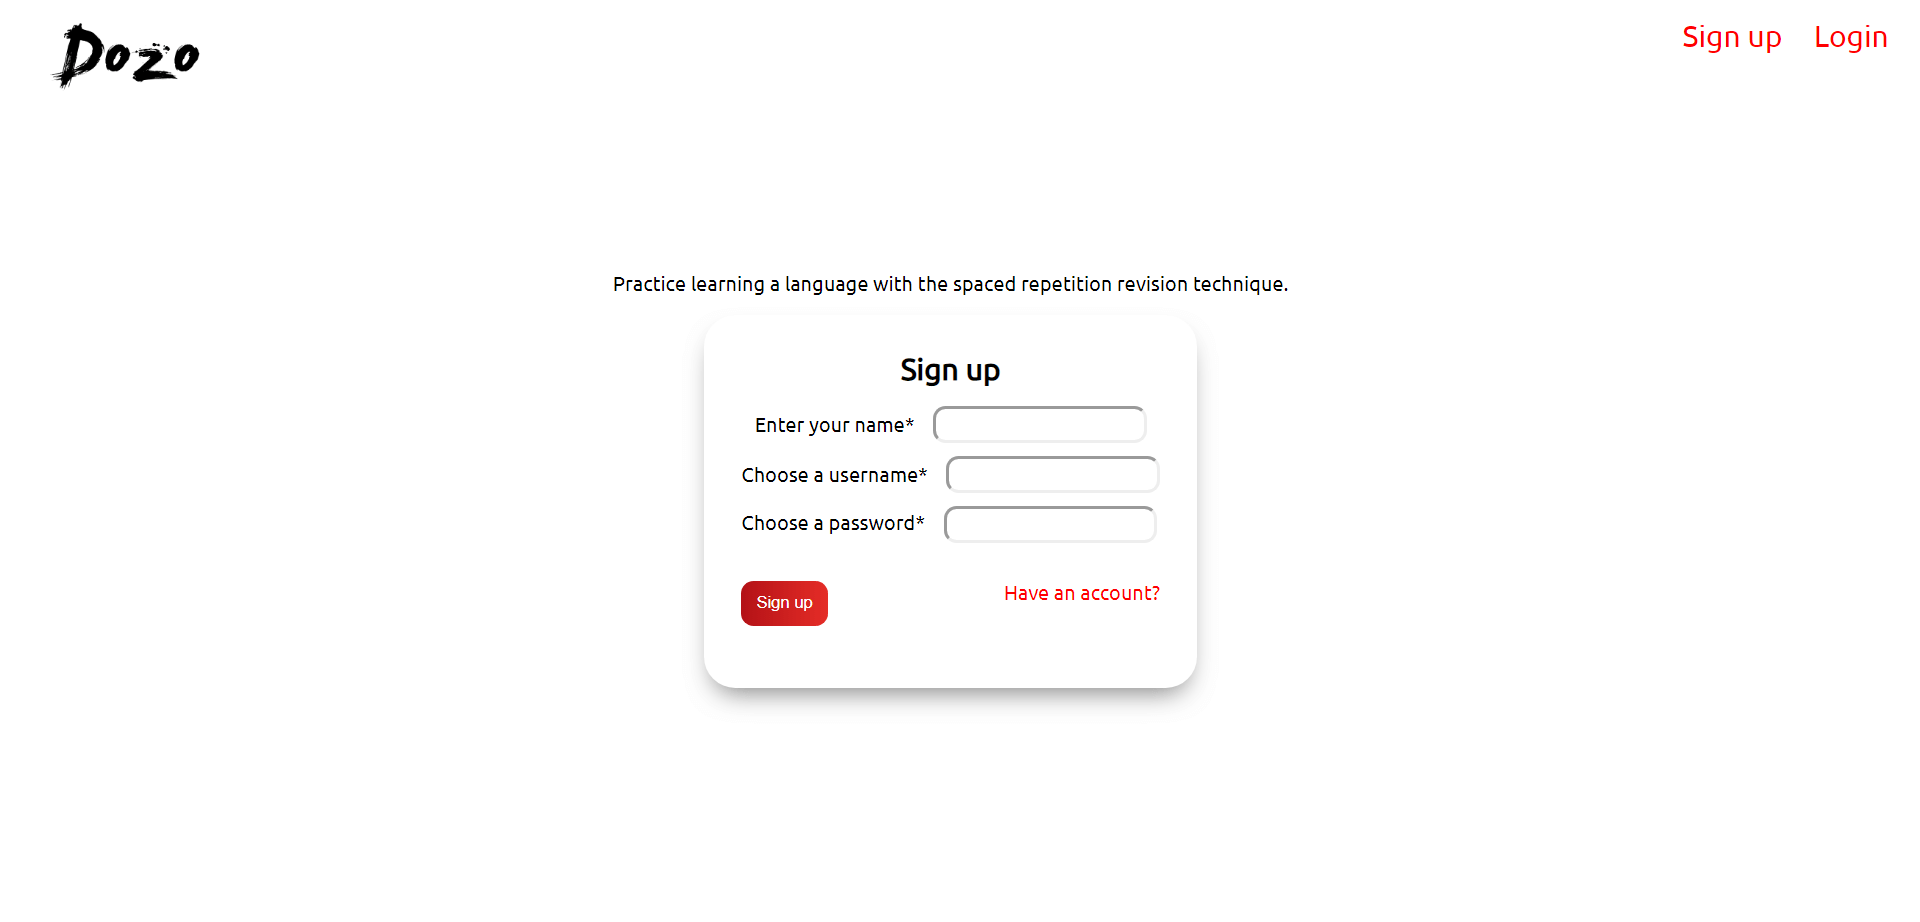 Dozo
Sign up Login
Practice learning a language with the spaced repetition revision technique.
Sign up
Enter your name*
Choose a username*
Choose a password*
Sign up
Have an account?